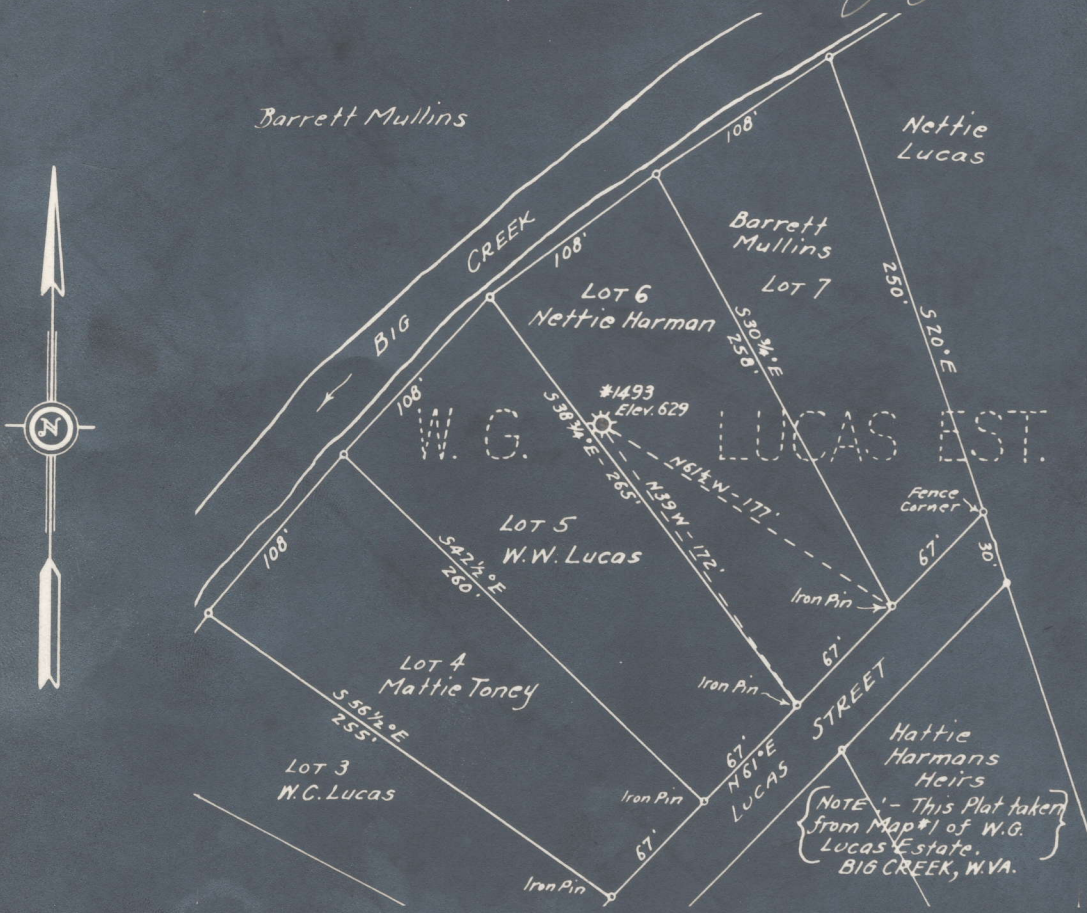 Barrett Mullins
Nettie
Lucas
108'
BIG CREEK
108'
Barrett
Mullins
LOT 7
250'
S20°E
LOT 6
Nettie Harman
S30¾°E
258'
N
108'
#1493
Elev. 629
W. G. LUCAS EST.
S38¾°E - 265'
N61½W - 177'
N39W - 172'
Fence
Corner
LOT 5
W.W. Lucas
108'
S42½°E
260'
67'
30'
Iron Pin
67'
LOT 4
Mattie Toney
Iron Pin
S56½°E
255'
67'
N61°E
LUCAS STREET
Hattie
Harmans
Heirs
LOT 3
W.C. Lucas
Iron Pin
67'
Iron Pin
NOTE :- This Plat taken
from Map #1 of W.G.
Lucas Estate.
BIG CREEK, W.VA.